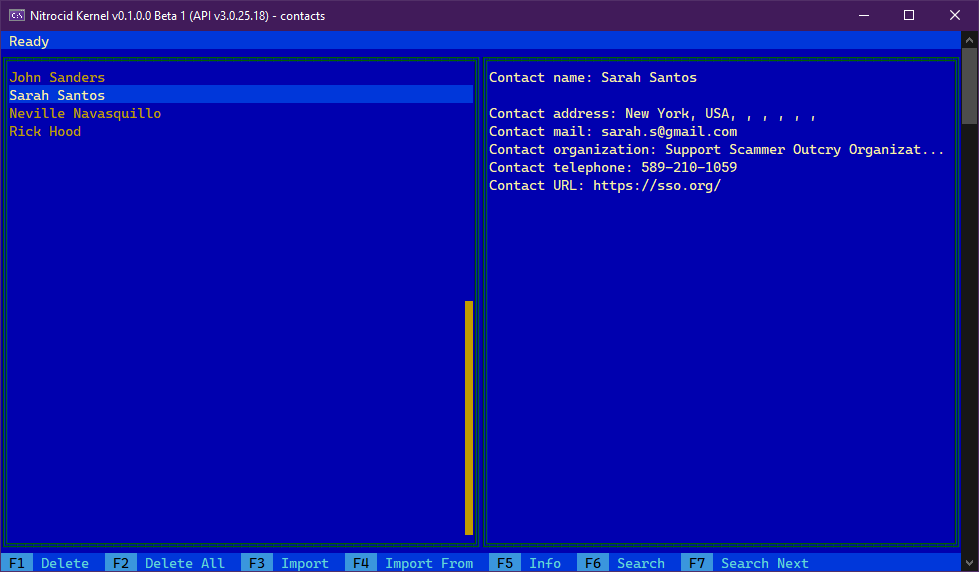 Nitrocid Kernel v0.1.0.0 Beta 1 (API v3.0.25.18) - contacts
Ready
John Sanders
Sarah Santos
Neville Navasquillo
Rick Hood
Contact name: Sarah Santos
Contact address: New York, USA, , , , , ,
Contact mail: sarah.s@gmail.com
Contact organization: Support Scammer Outcry Organizat...
Contact telephone: 589-210-1059
Contact URL: https://sso.org/
F1 Delete F2 Delete All F3 Import F4 Import From F5 Info F6 Search F7 Search Next